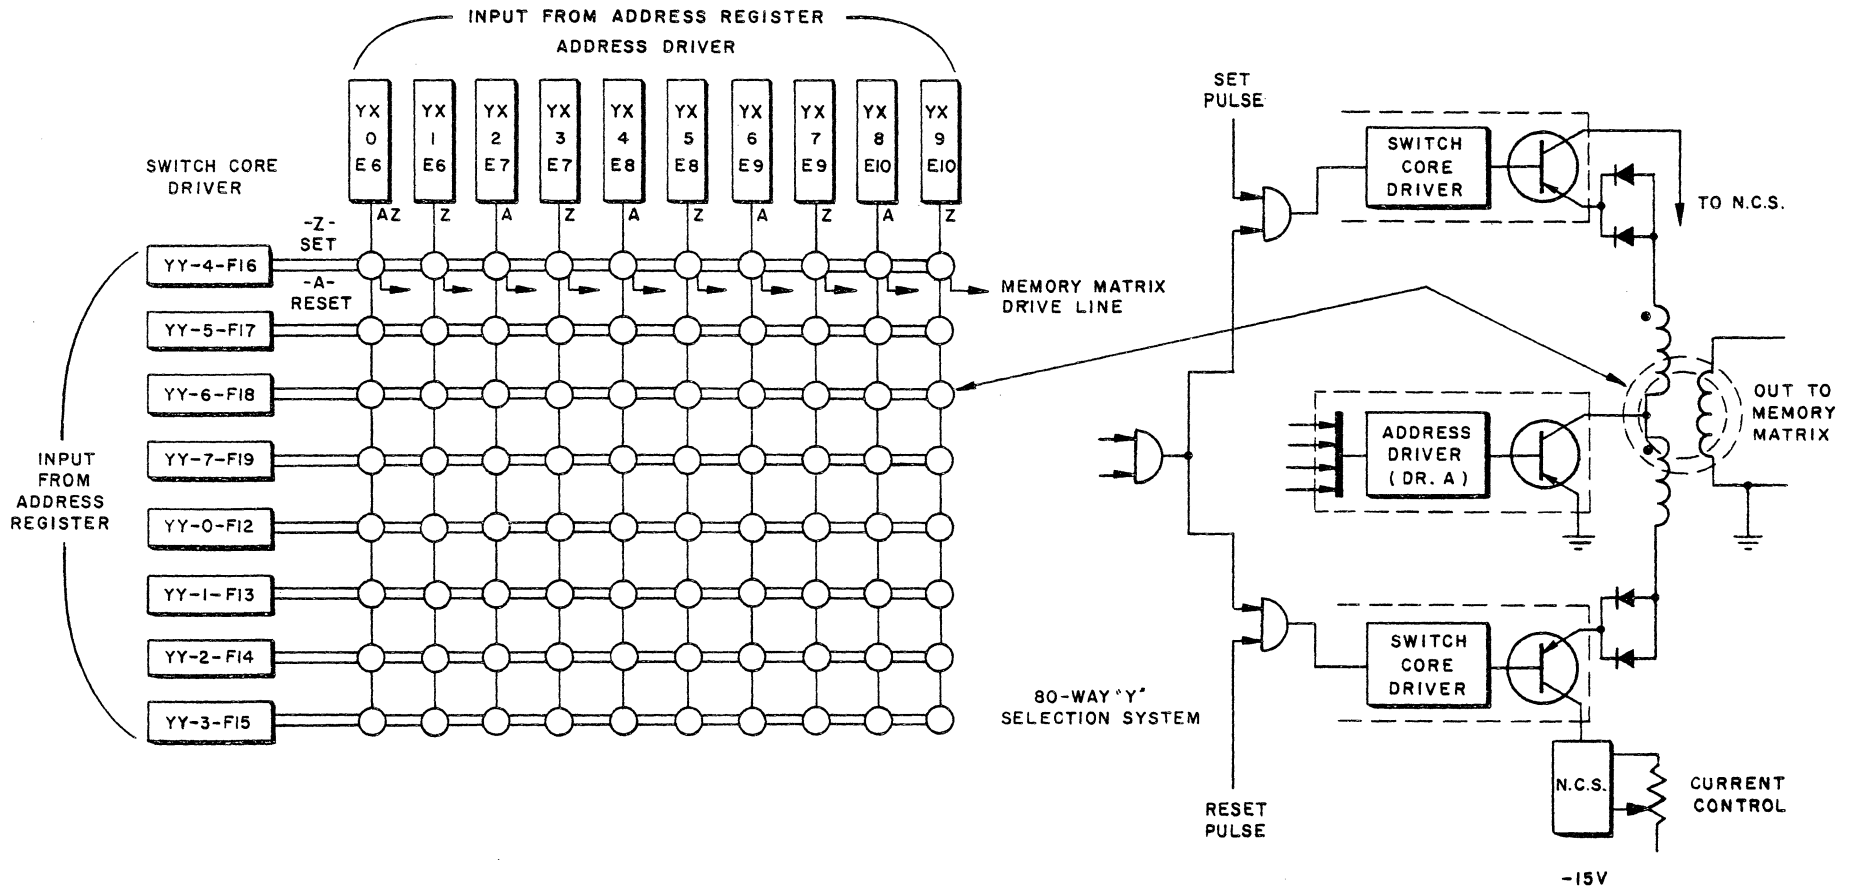 INPUT FROM ADDRESS REGISTER
ADDRESS DRIVER
YX 0 E6
YX 1 E6
YX 2 E7
YX 3 E7
YX 4 E8
YX 5 E8
YX 6 E9
YX 7 E9
YX 8 E10
YX 9 E10
SWITCH CORE
DRIVER
AZ Z A Z A Z A Z A Z
-Z-
SET
-A-
RESET
YY-4-F16
YY-5-F17
YY-6-F18
YY-7-F19
YY-0-F12
YY-1-F13
YY-2-F14
YY-3-F15
INPUT
FROM
ADDRESS
REGISTER
MEMORY MATRIX
DRIVE LINE
80-WAY "Y"
SELECTION SYSTEM
SET
PULSE
SWITCH
CORE
DRIVER
TO N.C.S.
ADDRESS
DRIVER
(DR. A)
OUT TO
MEMORY
MATRIX
SWITCH
CORE
DRIVER
RESET
PULSE
N.C.S.
CURRENT
CONTROL
-15V